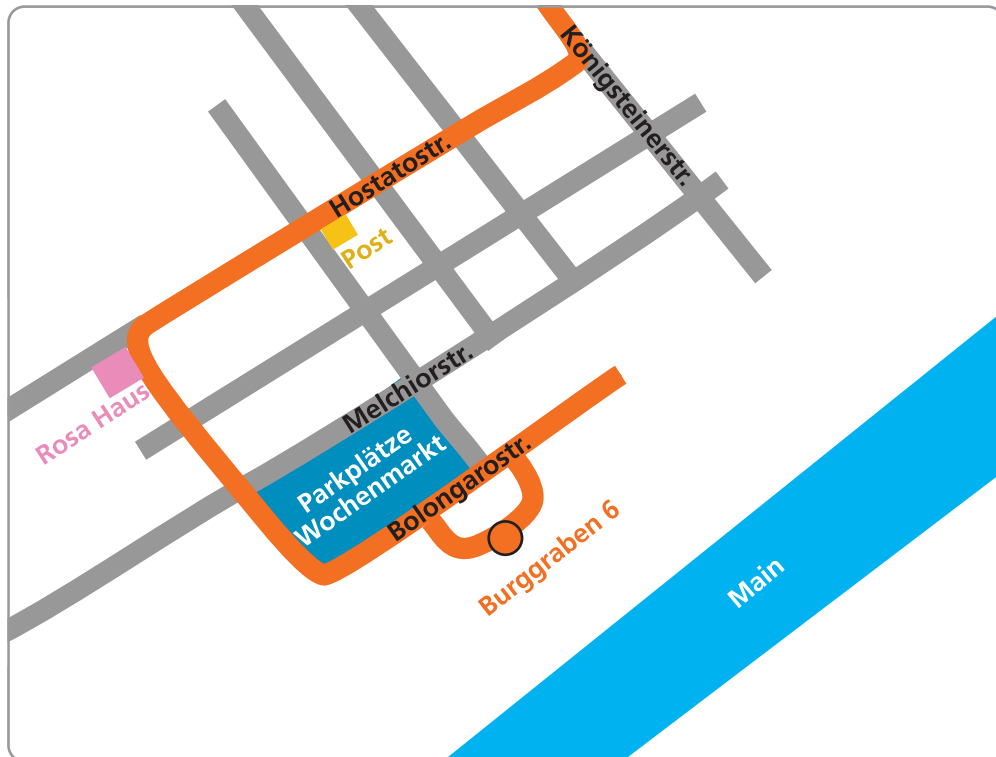 Königsteinerstr.
Hostatostr.
Post
Rosa Haus
Melchiorstr.
Parkplätze
Wochenmarkt
Bolongarostr.
Burggraben 6
Main